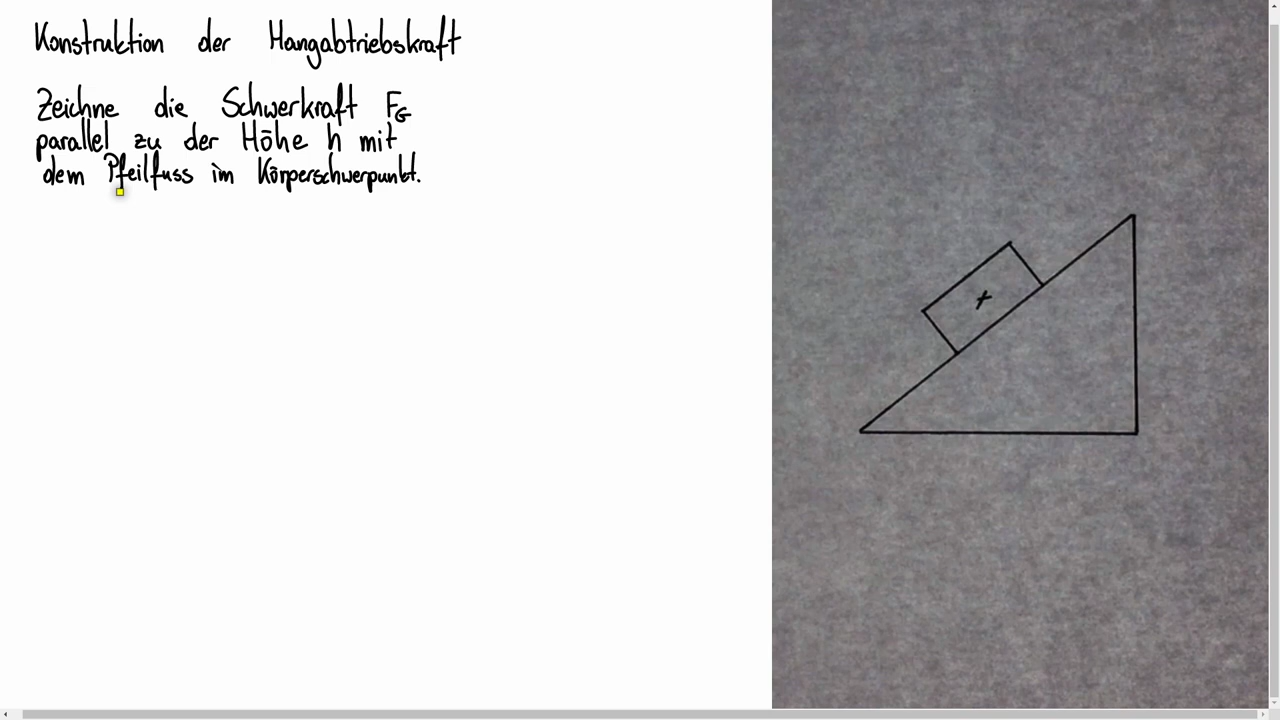 Konstruktion der Hangabtriebskraft
Zeichne die Schwerkraft FG
parallel zu der Höhe h mit
dem Pfeilfuss im Körperschwerpunkt.